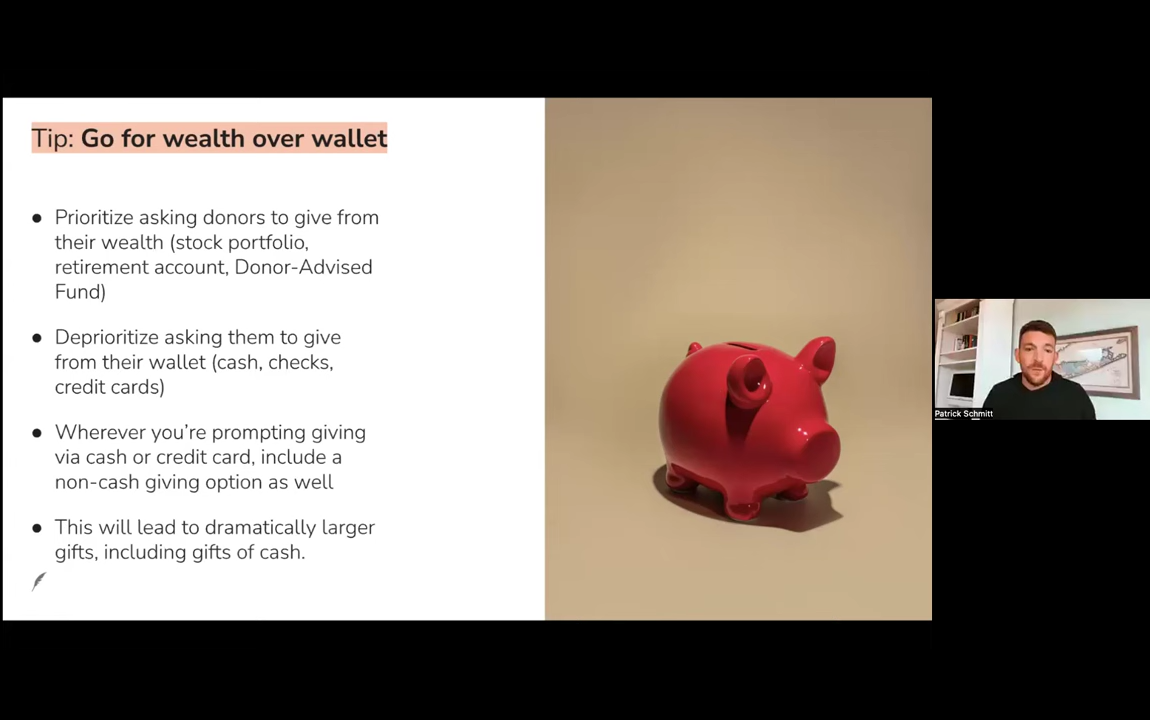 Tip: Go for wealth over wallet
● Prioritize asking donors to give from
their wealth (stock portfolio,
retirement account, Donor-Advised
Fund)
● Deprioritize asking them to give
from their wallet (cash, checks,
credit cards)
● Wherever you’re prompting giving
via cash or credit card, include a
non-cash giving option as well
● This will lead to dramatically larger
gifts, including gifts of cash.
Patrick Schmitt